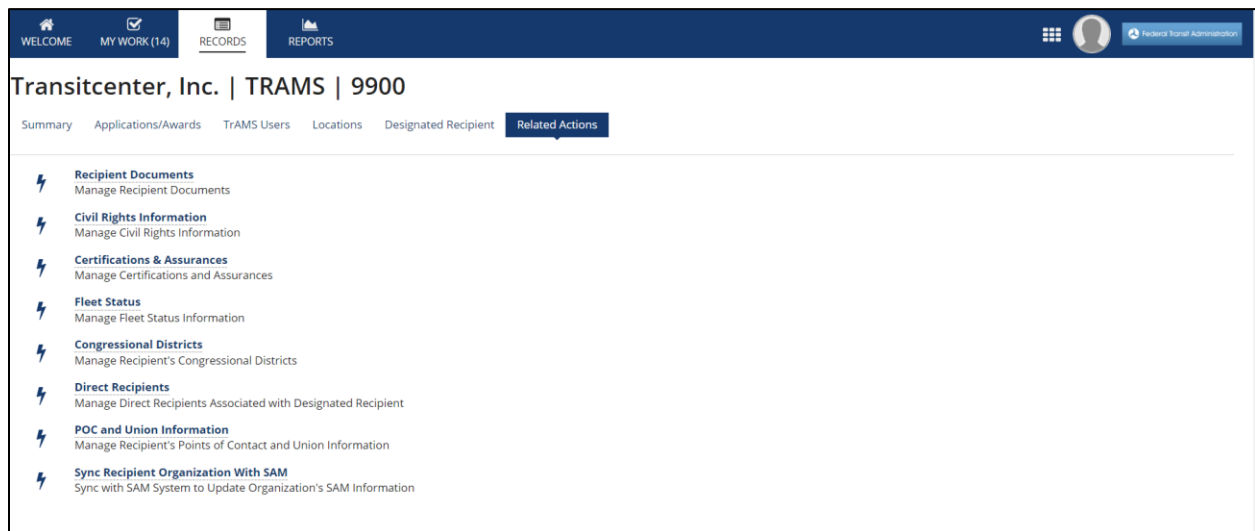 WELCOME
MY WORK (14)
RECORDS
REPORTS
Federal Transit Administration
Transitcenter, Inc. | TRAMS | 9900
Summary
Applications/Awards
TrAMS Users
Locations
Designated Recipient
Related Actions
Recipient Documents
Manage Recipient Documents
Civil Rights Information
Manage Civil Rights Information
Certifications & Assurances
Manage Certifications and Assurances
Fleet Status
Manage Fleet Status Information
Congressional Districts
Manage Recipient's Congressional Districts
Direct Recipients
Manage Direct Recipients Associated with Designated Recipient
POC and Union Information
Manage Recipient's Points of Contact and Union Information
Sync Recipient Organization With SAM
Sync with SAM System to Update Organization's SAM Information